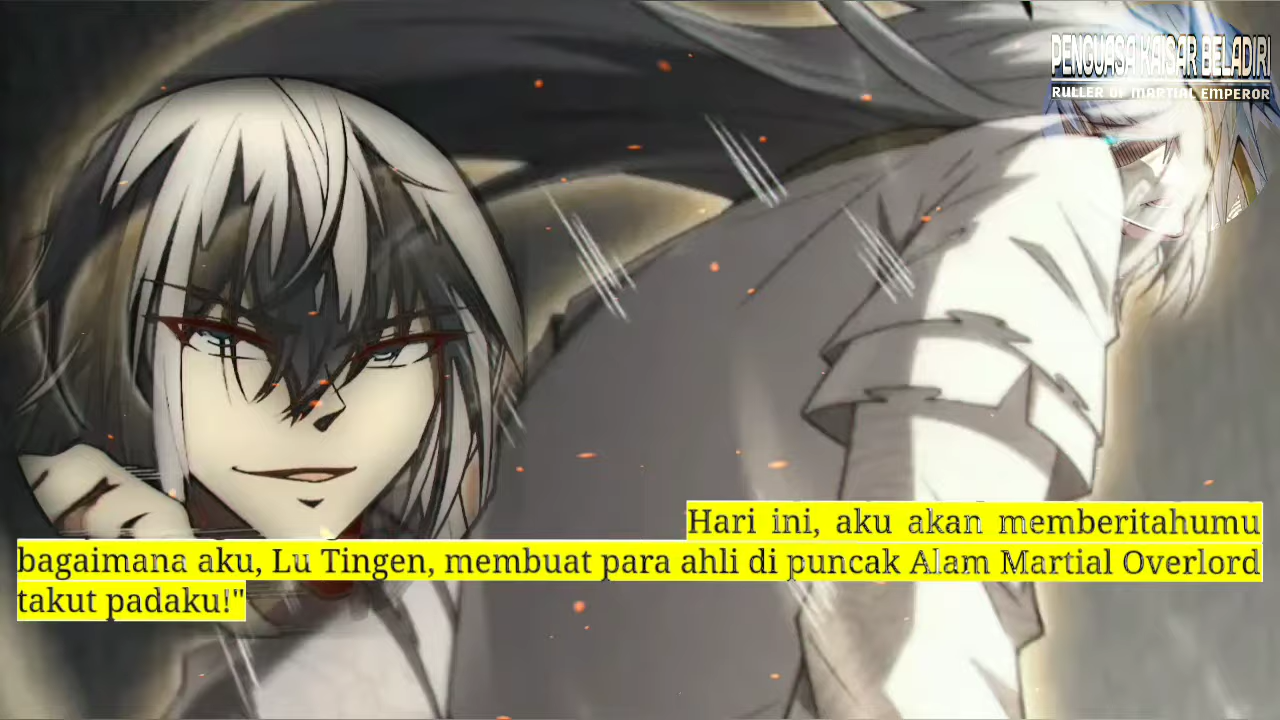 PENGUASA KAISAR BELADIRI
RULLER OF MARTIAL EMPEROR
Hari ini, aku akan memberitahumu
bagaimana aku, Lu Tingen, membuat para ahli di puncak Alam Martial Overlord
takut padaku!"